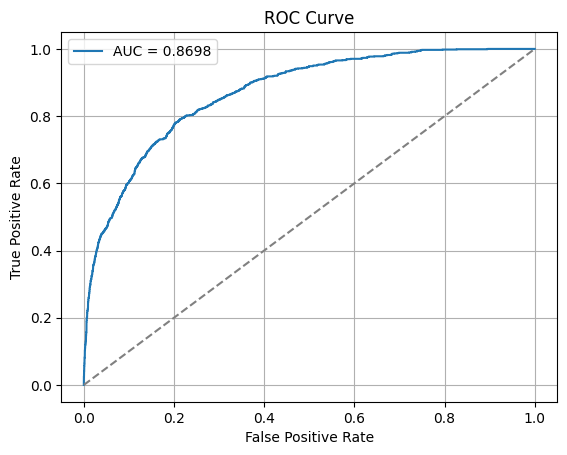 ROC Curve
AUC = 0.8698
True Positive Rate
1.0
0.8
0.6
0.4
0.2
0.0
0.0 0.2 0.4 0.6 0.8 1.0
False Positive Rate